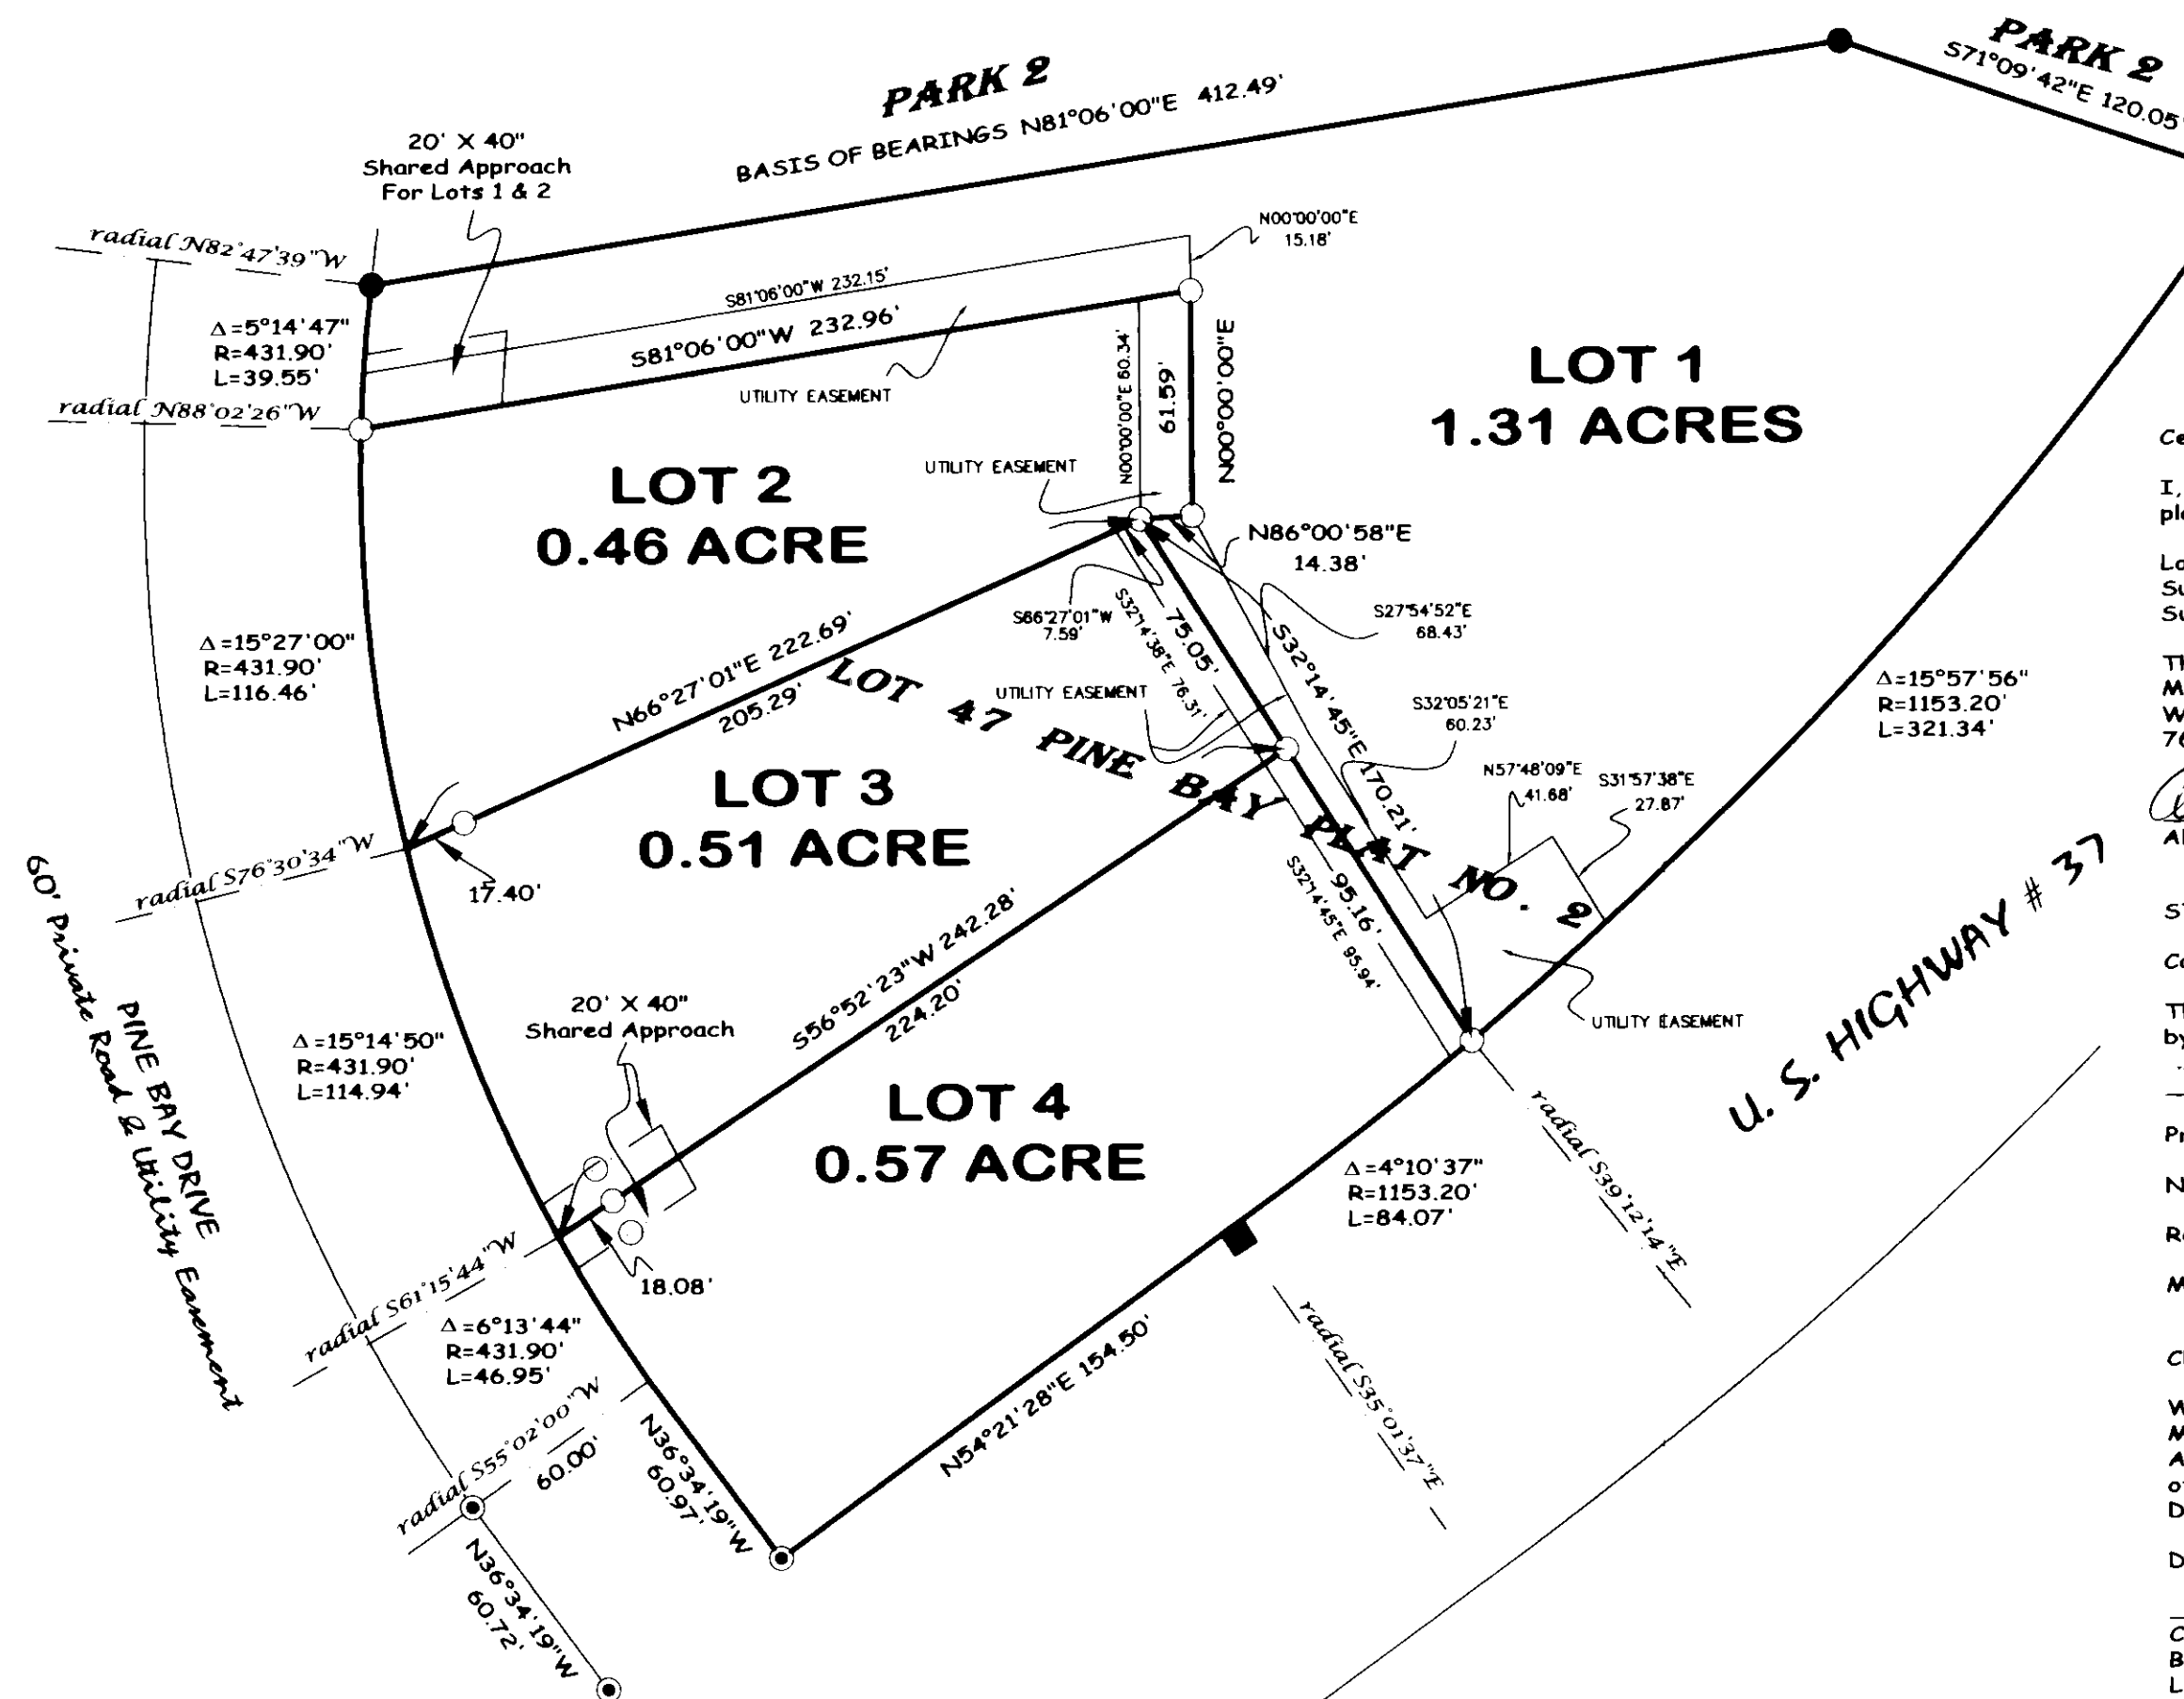 PARK 2
BASIS OF BEARINGS N81°06'00"E 412.49'
PARK 2
S71°09'42"E 120.05'
20' X 40"
Shared Approach
For Lots 1 & 2
radial N82°47'39"W
N00°00'00"E
15.18'
S81°06'00"W 232.15'
S81°06'00"W 232.96'
UTILITY EASEMENT
Δ=5°14'47"
R=431.90'
L=39.55'
radial N88°02'26"W
N00°00'00"E 60.34'
61.59'
N00°00'00"E
LOT 1
1.31 ACRES
LOT 2
0.46 ACRE
UTILITY EASEMENT
N86°00'58"E
14.38'
S66°27'01"W
7.59'
S27°54'52"E
68.43'
S32°14'38"E 76.31'
75.05'
S32°14'45"E 170.21'
Δ=15°27'00"
R=431.90'
L=116.46'
N66°27'01"E 222.69'
205.29'
LOT 47 PINE BAY PLAT NO. 2
UTILITY EASEMENT
S32°05'21"E
60.23'
Δ=15°57'56"
R=1153.20'
L=321.34'
N57°48'09"E
41.68'
S31°57'38"E
27.87'
LOT 3
0.51 ACRE
radial S76°30'34"W
17.40'
95.16'
S32°14'45"E 95.94'
U. S. HIGHWAY # 37
60' Private Road & Utility Easement
PINE BAY DRIVE
S56°52'23"W 242.28'
224.20'
20' X 40"
Shared Approach
UTILITY EASEMENT
Δ=15°14'50"
R=431.90'
L=114.94'
LOT 4
0.57 ACRE
radial S39°12'14"E
Δ=4°10'37"
R=1153.20'
L=84.07'
radial S61°15'44"W
18.08'
Δ=6°13'44"
R=431.90'
L=46.95'
radial S35°01'37"E
N54°21'28"E 154.50'
radial S55°02'00"W
60.00'
N36°34'19"W
60.97'
N36°34'19"W
60.72'